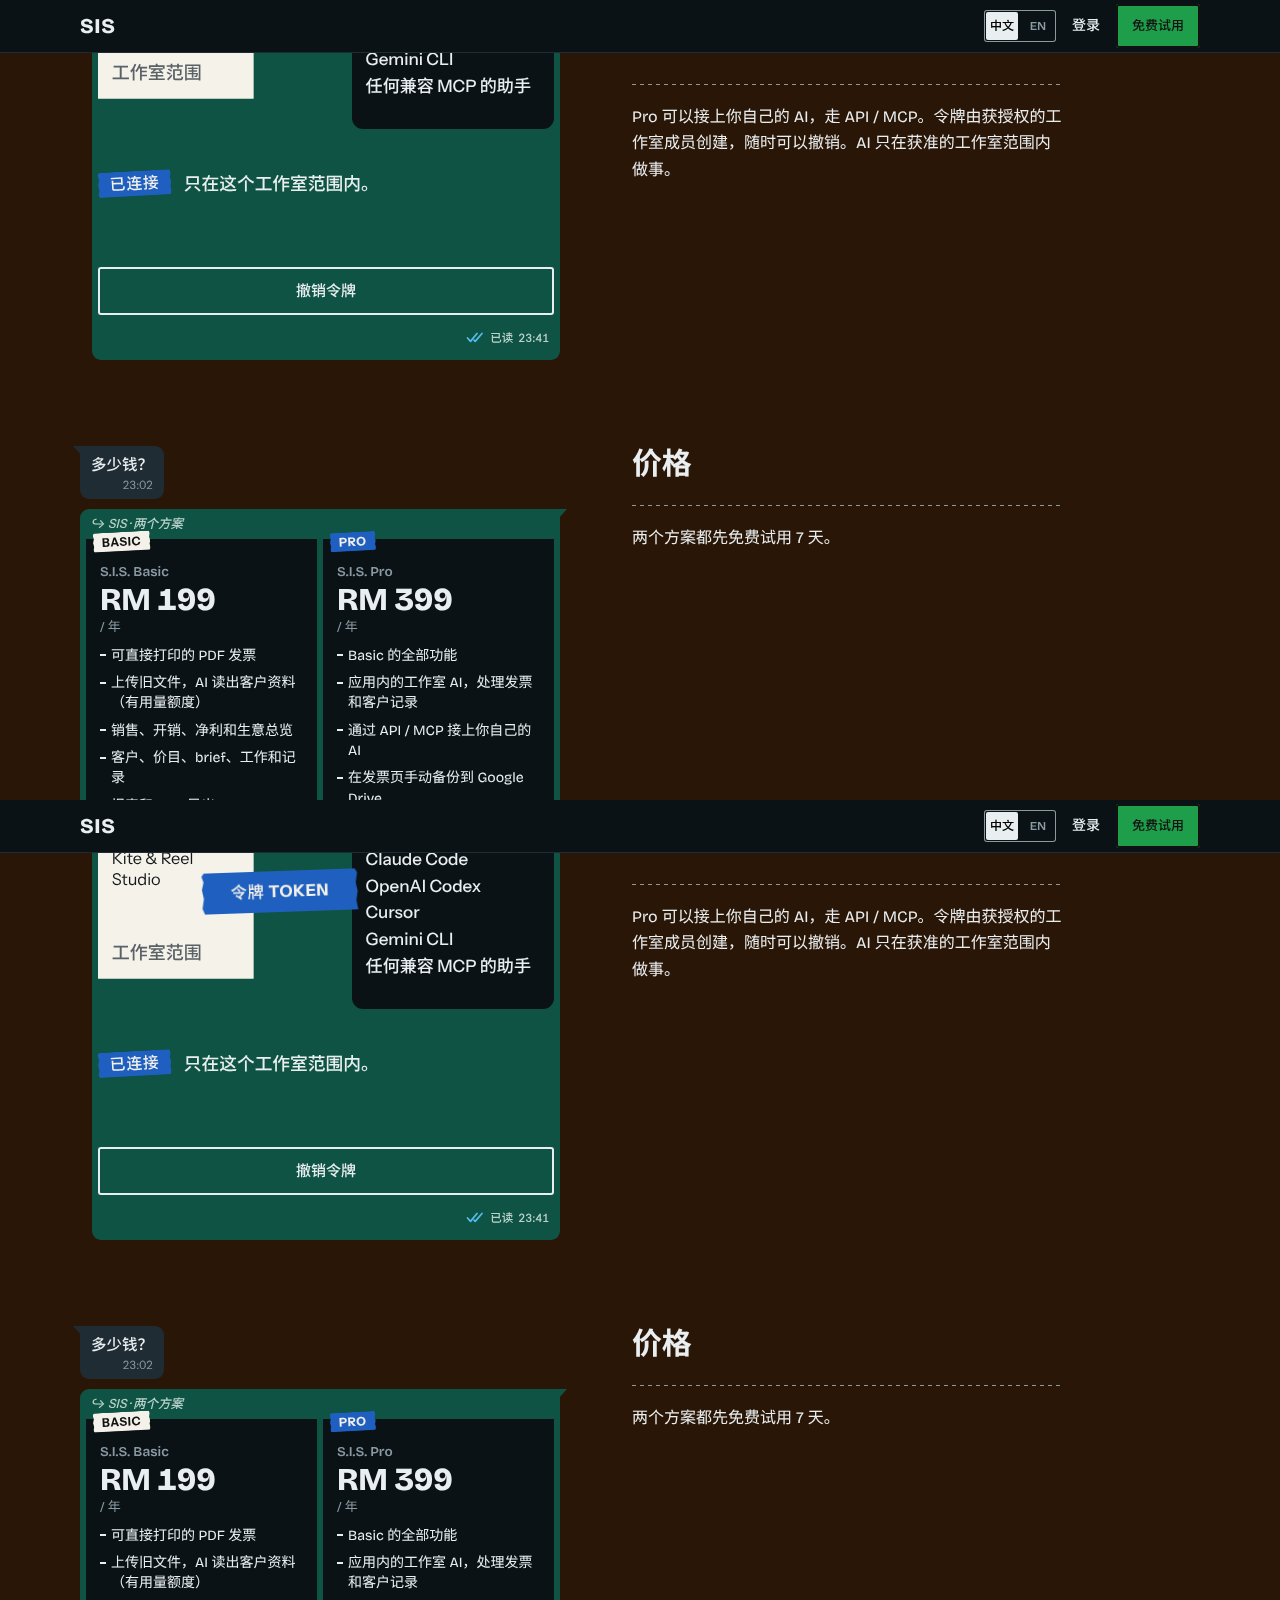 SIS
中文 EN 登录 免费试用
工作室范围
Gemini CLI
任何兼容 MCP 的助手
已连接 只在这个工作室范围内。
撤销令牌
已读 23:41
Pro 可以接上你自己的 AI，走 API / MCP。令牌由获授权的工
作室成员创建，随时可以撤销。AI 只在获准的工作室范围内
做事。
多少钱？
23:02
SIS · 两个方案
BASIC
S.I.S. Basic
RM 199
/ 年
可直接打印的 PDF 发票
上传旧文件，AI 读出客户资料
（有用量额度）
销售、开销、净利和生意总览
客户、价目、brief、工作和记
录
PRO
S.I.S. Pro
RM 399
/ 年
Basic 的全部功能
应用内的工作室 AI，处理发票
和客户记录
通过 API / MCP 接上你自己的
AI
在发票页手动备份到 Google
Drive
价格
两个方案都先免费试用 7 天。
SIS
中文 EN 登录 免费试用
Kite & Reel
Studio
工作室范围
令牌 TOKEN
Claude Code
OpenAI Codex
Cursor
Gemini CLI
任何兼容 MCP 的助手
已连接 只在这个工作室范围内。
撤销令牌
已读 23:41
Pro 可以接上你自己的 AI，走 API / MCP。令牌由获授权的工
作室成员创建，随时可以撤销。AI 只在获准的工作室范围内
做事。
多少钱？
23:02
SIS · 两个方案
BASIC
S.I.S. Basic
RM 199
/ 年
可直接打印的 PDF 发票
上传旧文件，AI 读出客户资料
（有用量额度）
PRO
S.I.S. Pro
RM 399
/ 年
Basic 的全部功能
应用内的工作室 AI，处理发票
和客户记录
价格
两个方案都先免费试用 7 天。